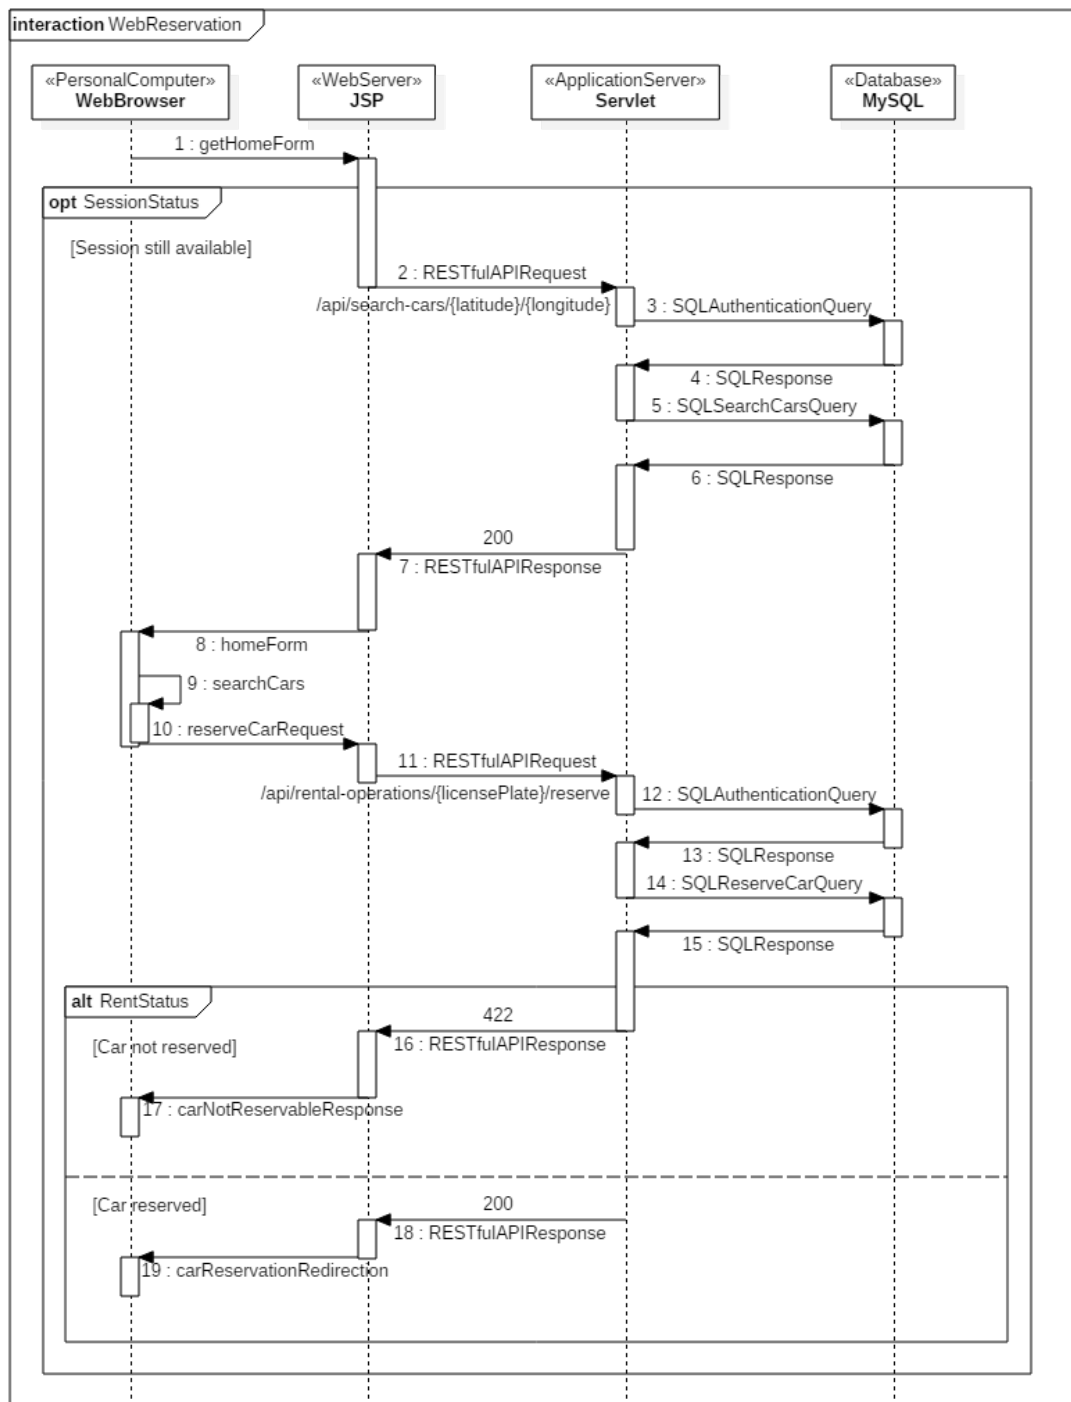 interaction WebReservation
«PersonalComputer»
WebBrowser
«WebServer»
JSP
«ApplicationServer»
Servlet
«Database»
MySQL
1 : getHomeForm
opt SessionStatus
[Session still available]
2 : RESTfulAPIRequest
/api/search-cars/{latitude}/{longitude}
3 : SQLAuthenticationQuery
4 : SQLResponse
5 : SQLSearchCarsQuery
6 : SQLResponse
200
7 : RESTfulAPIResponse
8 : homeForm
9 : searchCars
10 : reserveCarRequest
11 : RESTfulAPIRequest
/api/rental-operations/{licensePlate}/reserve
12 : SQLAuthenticationQuery
13 : SQLResponse
14 : SQLReserveCarQuery
15 : SQLResponse
alt RentStatus
422
[Car not reserved]
16 : RESTfulAPIResponse
17 : carNotReservableResponse
[Car reserved]
200
18 : RESTfulAPIResponse
19 : carReservationRedirection